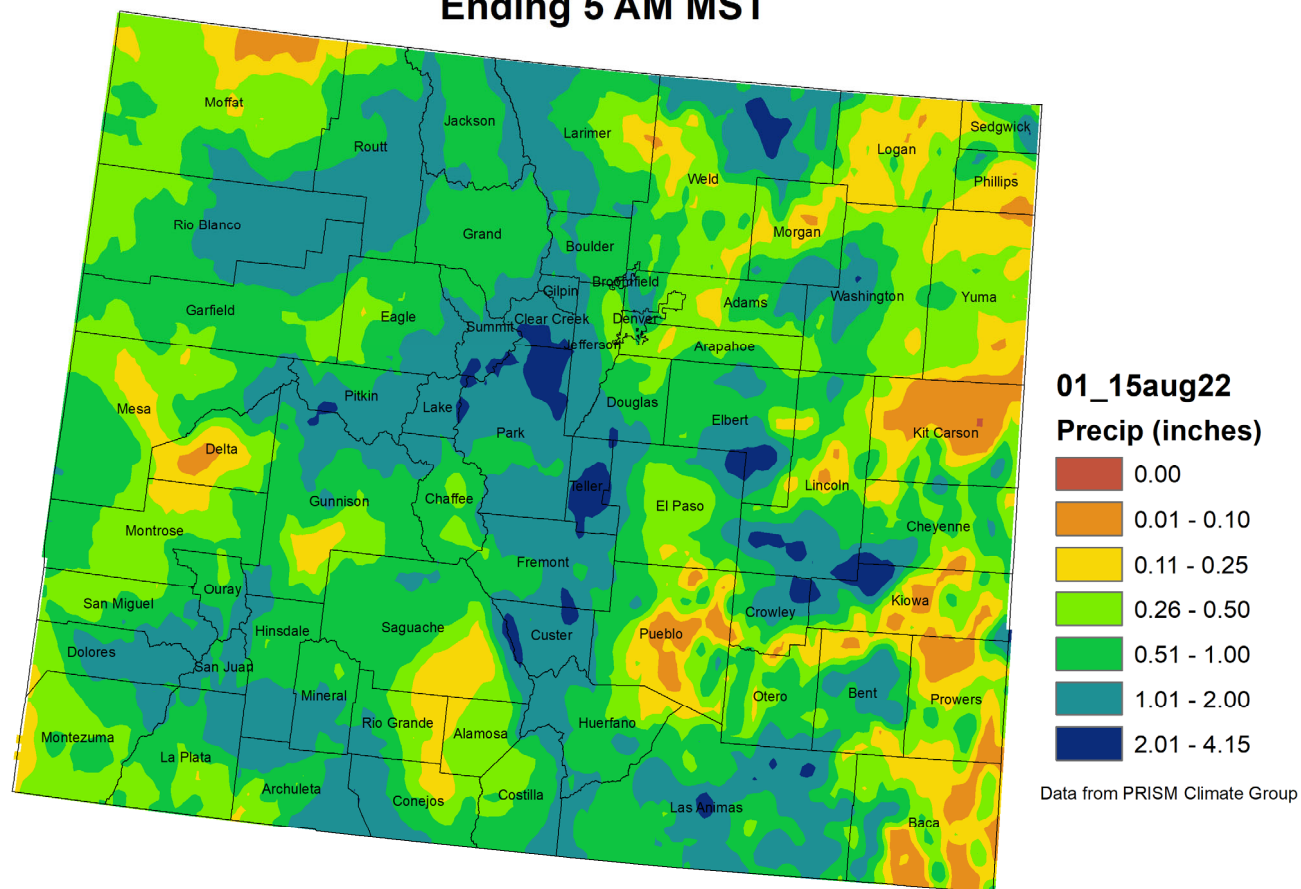 Ending 5 AM MST
Moffat
Jackson
Larimer
Sedgwick
Routt
Logan
Weld
Phillips
Rio Blanco
Grand
Morgan
Boulder
Broomfield
Gilpin
Adams
Washington
Yuma
Garfield
Eagle
Summit
Clear Creek
Denver
Jefferson
Arapahoe
Mesa
Pitkin
Lake
Douglas
Elbert
Park
Kit Carson
Delta
Teller
Lincoln
Gunnison
Chaffee
El Paso
Montrose
Cheyenne
Fremont
Ouray
San Miguel
Kiowa
Crowley
Hinsdale
Saguache
Custer
Pueblo
Dolores
San Juan
Mineral
Otero
Bent
Prowers
Rio Grande
Huerfano
Montezuma
Alamosa
La Plata
Archuleta
Conejos
Costilla
Las Animas
Baca
01_15aug22
Precip (inches)
0.00
0.01 - 0.10
0.11 - 0.25
0.26 - 0.50
0.51 - 1.00
1.01 - 2.00
2.01 - 4.15
Data from PRISM Climate Group